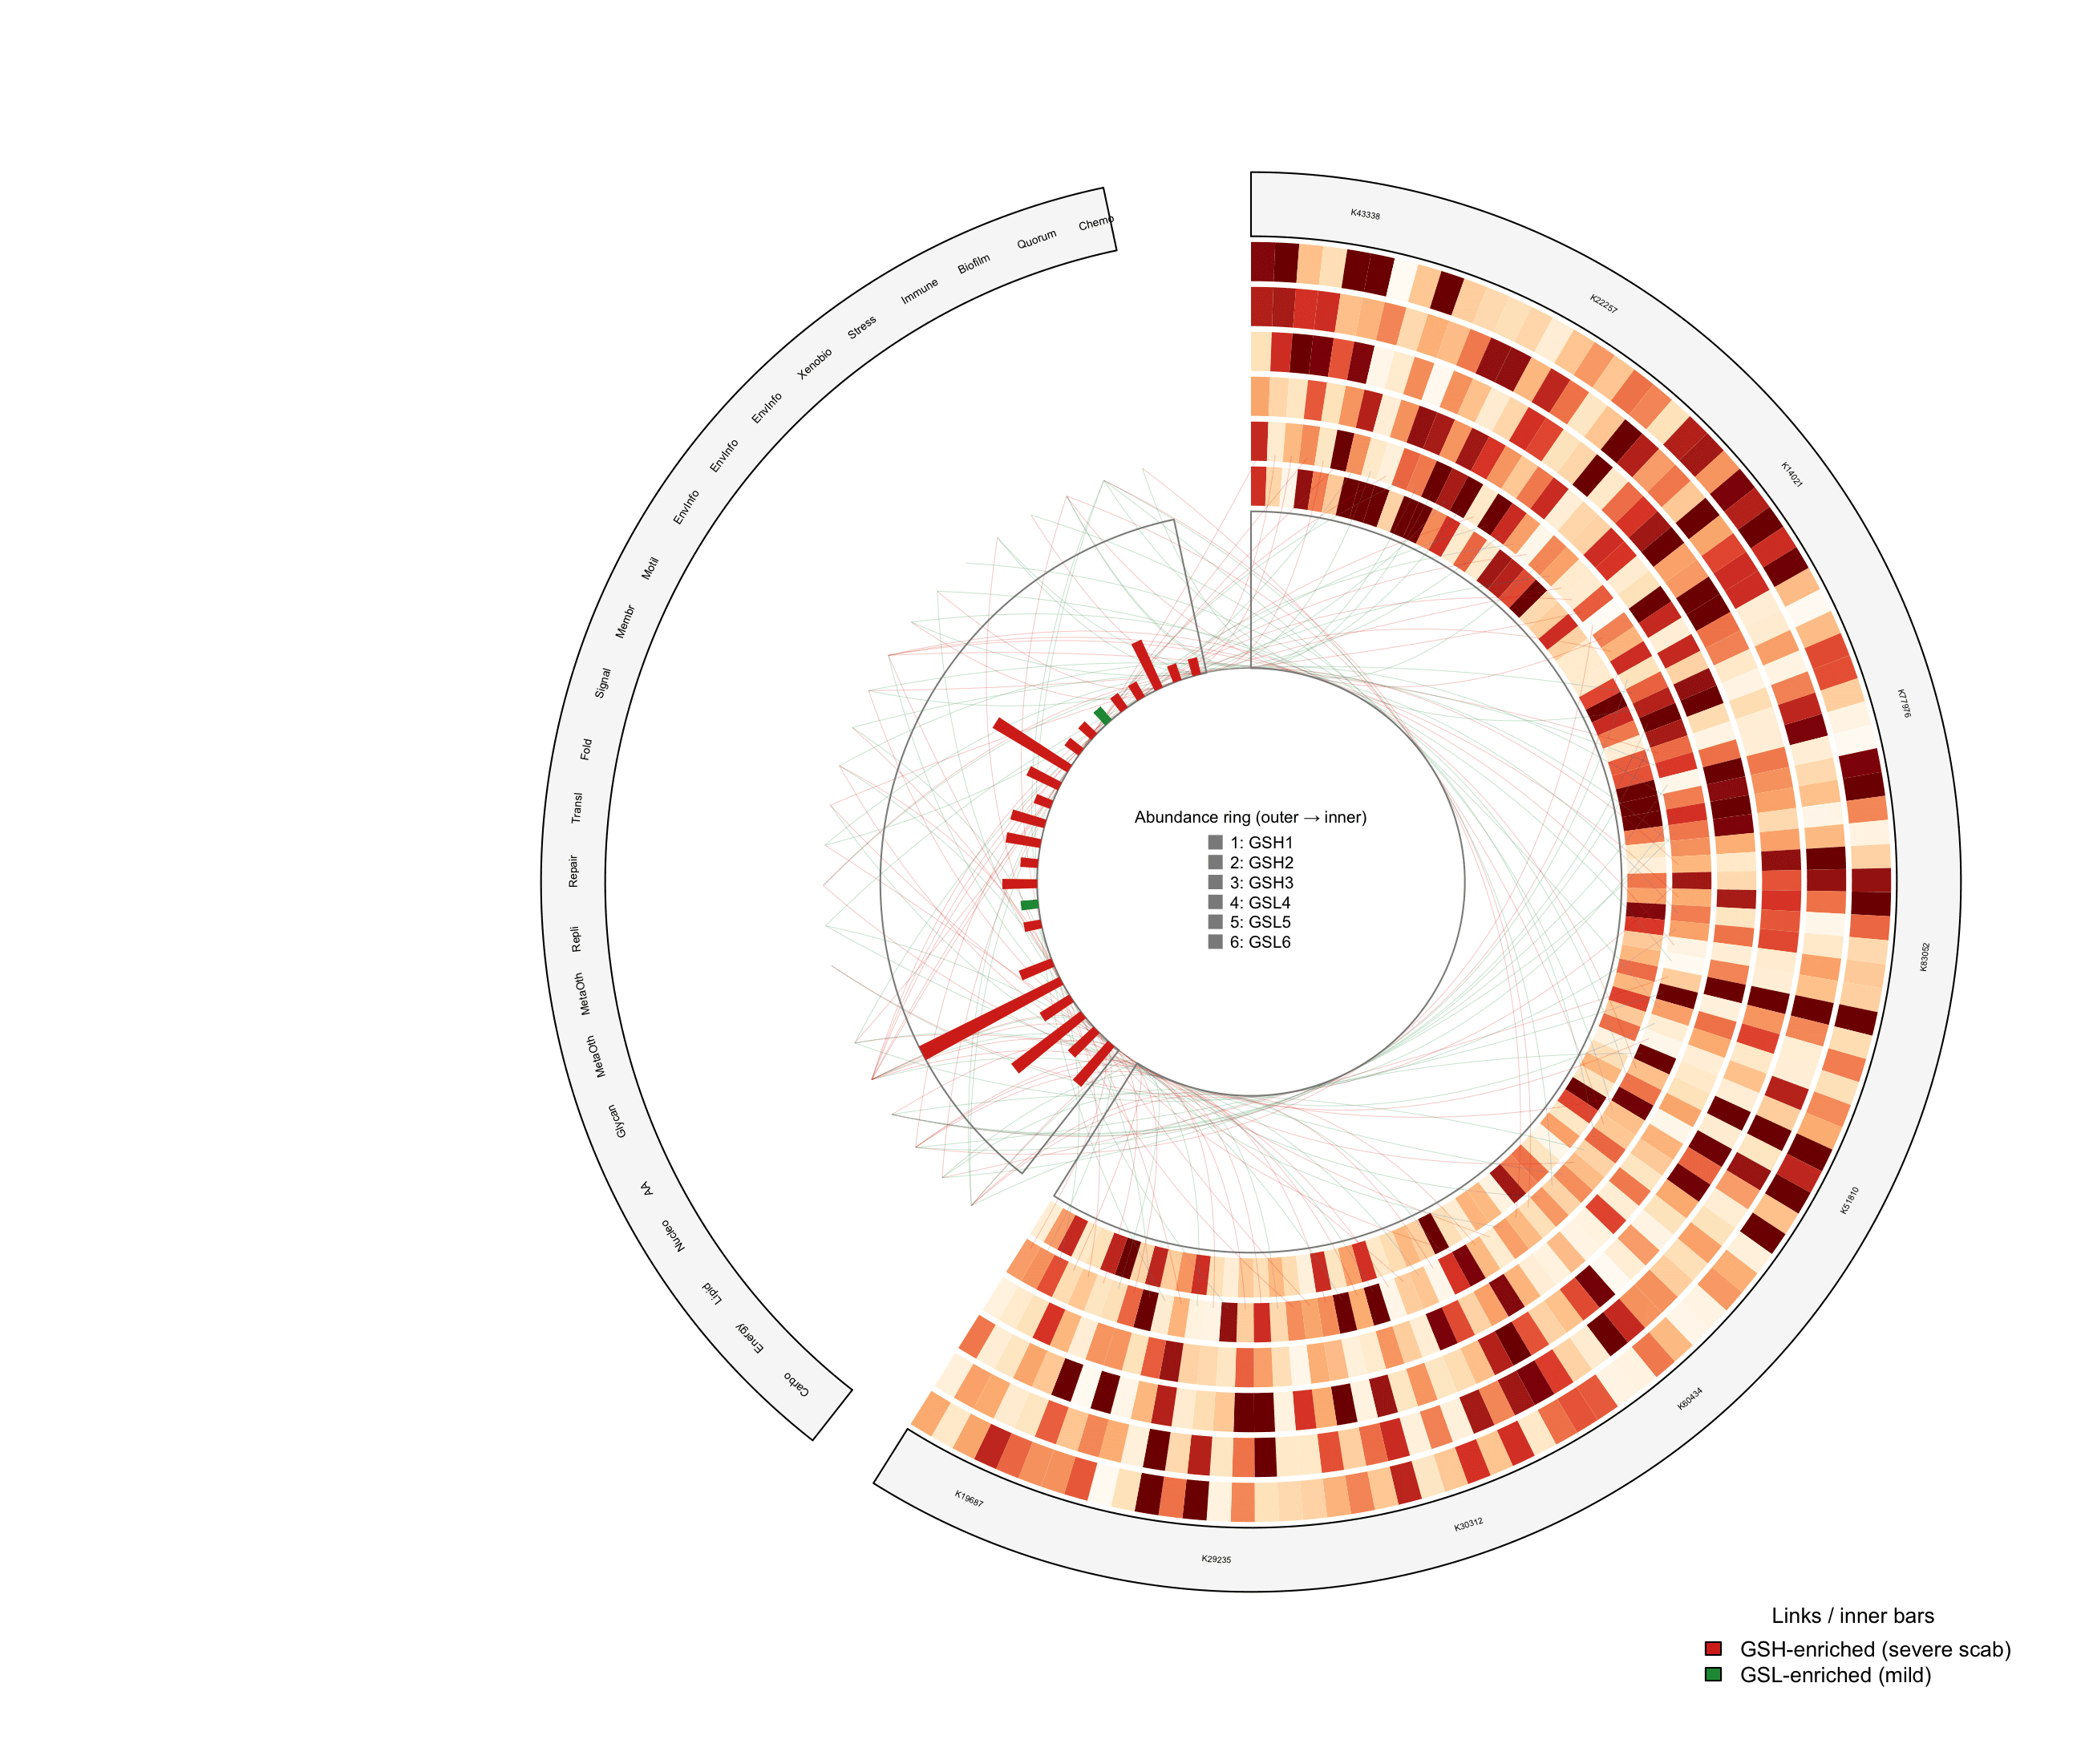 Chemo
Quorum
Biofilm
Immune
Stress
Xenobio
EnvInfo
EnvInfo
EnvInfo
Motil
Membr
Signal
Fold
Transl
Repair
Repli
MetaOth
MetaOth
Glycan
AA
Nucleo
Lipid
Energy
Carbo
K43338
K22257
K14021
K77976
K83052
K51810
K60434
K30312
K29235
K19687
Abundance ring (outer → inner)
1: GSH1
2: GSH2
3: GSH3
4: GSL4
5: GSL5
6: GSL6
Links / inner bars
GSH-enriched (severe scab)
GSL-enriched (mild)